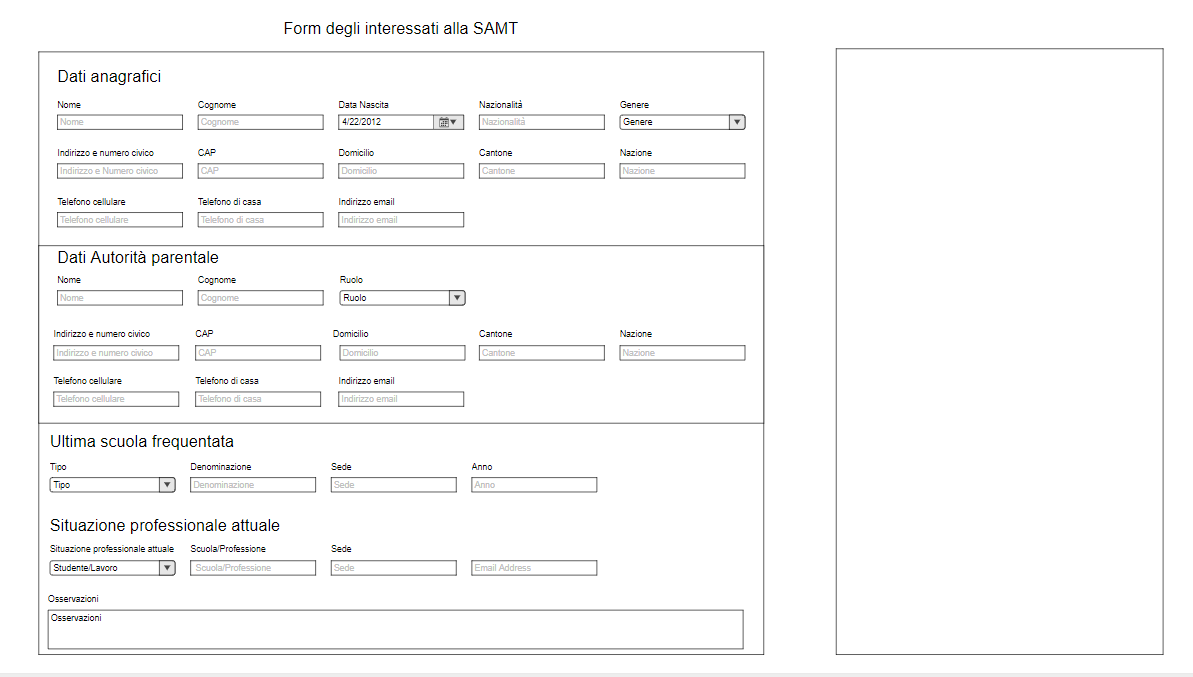 Form degli interessati alla SAMT
Dati anagrafici
Nome Cognome Data Nascita Nazionalità Genere
Nome Cognome 4/22/2012 Nazionalità Genere
Indirizzo e numero civico CAP Domicilio Cantone Nazione
Indirizzo e Numero civico CAP Domicilio Cantone Nazione
Telefono cellulare Telefono di casa Indirizzo email
Telefono cellulare Telefono di casa Indirizzo email
Dati Autorità parentale
Nome Cognome Ruolo
Nome Cognome Ruolo
Indirizzo e numero civico CAP Domicilio Cantone Nazione
Indirizzo e numero civico CAP Domicilio Cantone Nazione
Telefono cellulare Telefono di casa Indirizzo email
Telefono cellulare Telefono di casa Indirizzo email
Ultima scuola frequentata
Tipo Denominazione Sede Anno
Tipo Denominazione Sede Anno
Situazione professionale attuale
Situazione professionale attuale Scuola/Professione Sede
Studente/Lavoro Scuola/Professione Sede Email Address
Osservazioni
Osservazioni